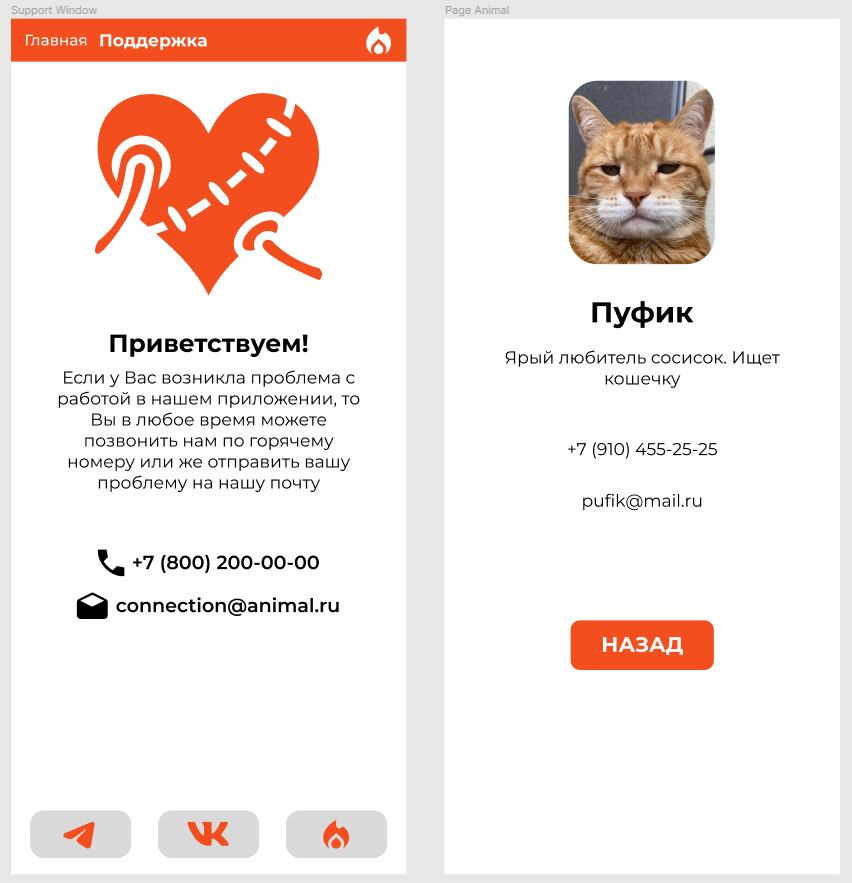 Support Window
Главная Поддержка
Приветствуем!
Если у Вас возникла проблема с
работой в нашем приложении, то
Вы в любое время можете
позвонить нам по горячему
номеру или же отправить вашу
проблему на нашу почту
+7 (800) 200-00-00
connection@animal.ru
Page Animal
Пуфик
Ярый любитель сосисок. Ищет
кошечку
+7 (910) 455-25-25
pufik@mail.ru
НАЗАД